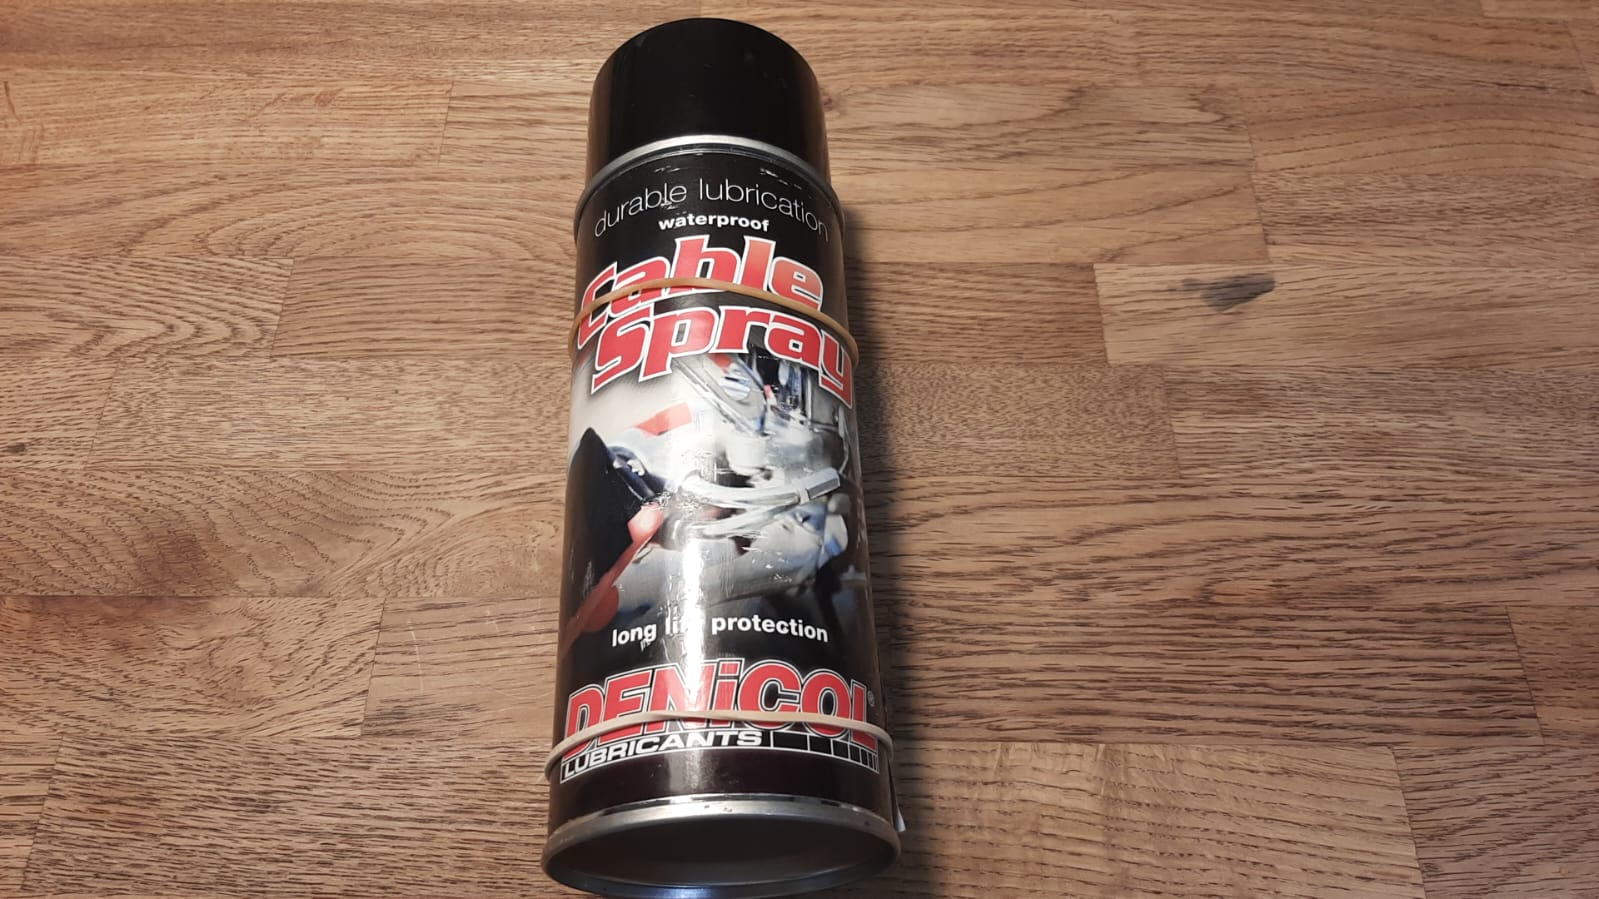 durable lubrication
waterproof
Cable
Spray
long life protection
DENiCOL®
LUBRICANTS